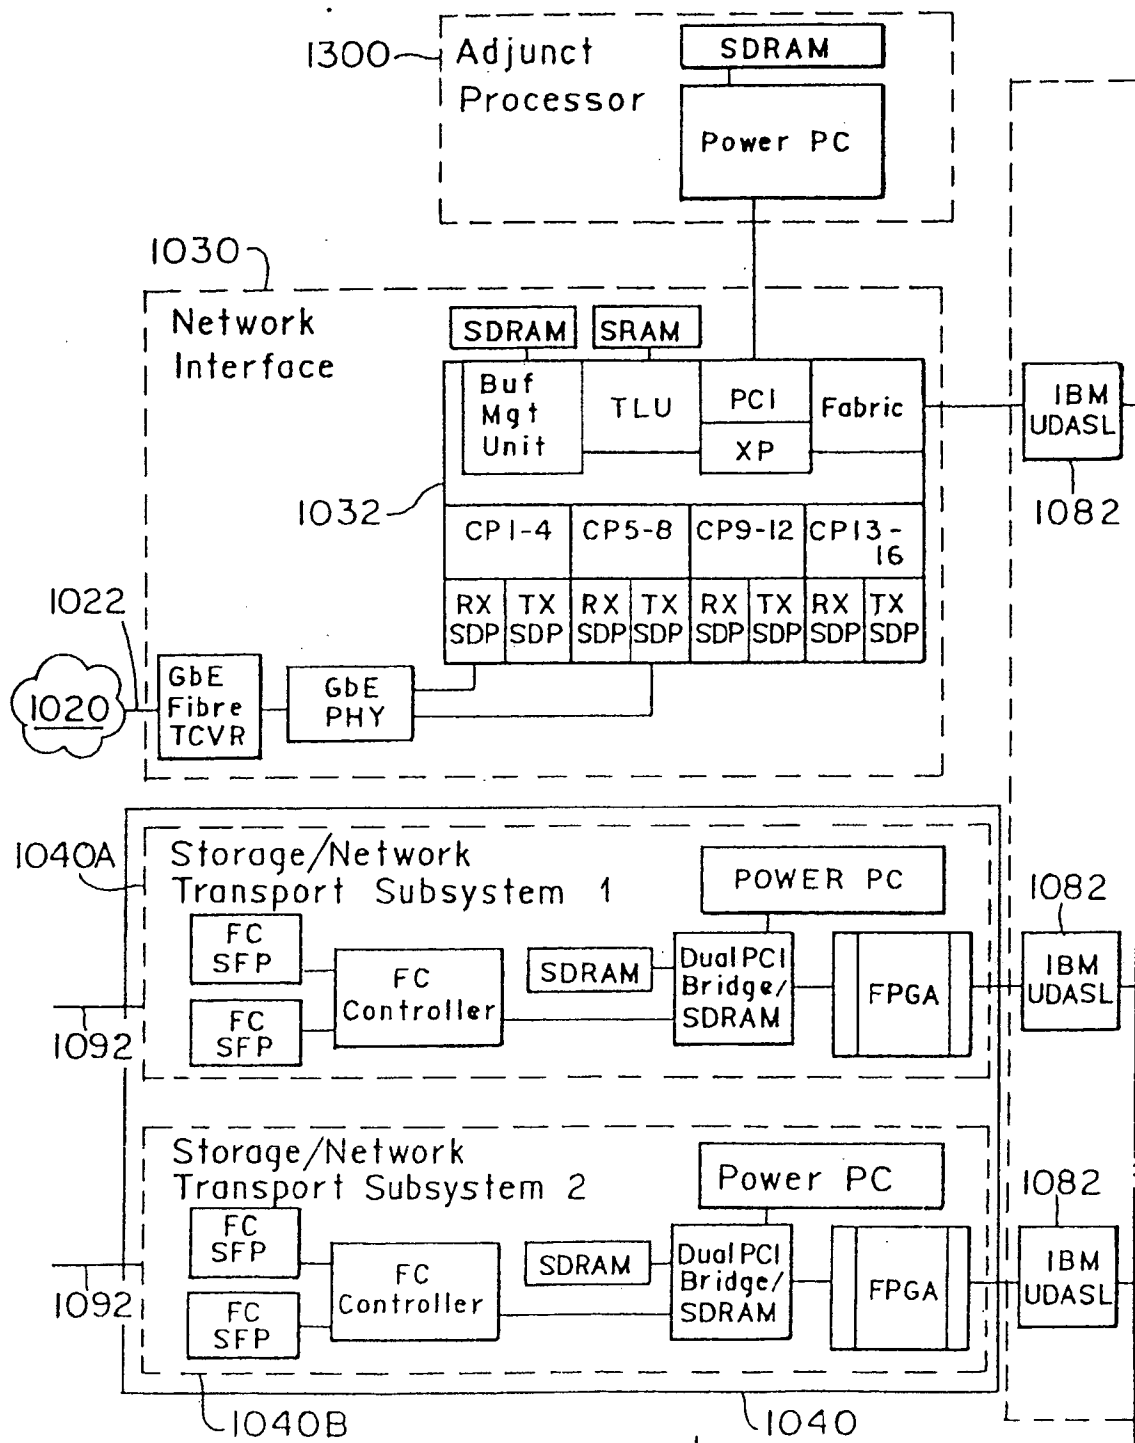 1300
Adjunct
Processor
SDRAM
Power PC
1030
Network
Interface
SDRAM
SRAM
Buf
Mgt
Unit
TLU
PCI
XP
Fabric
IBM
UDASL
1082
1032
CP1-4
CP5-8
CP9-12
CP13-
16
RX
SDP
TX
SDP
RX
SDP
TX
SDP
RX
SDP
TX
SDP
RX
SDP
TX
SDP
1022
1020
GbE
Fibre
TCVR
GbE
PHY
1040A
Storage/Network
Transport Subsystem 1
POWER PC
FC
SFP
FC
SFP
FC
Controller
SDRAM
Dual PCI
Bridge/
SDRAM
FPGA
1082
IBM
UDASL
1092
Storage/Network
Transport Subsystem 2
Power PC
FC
SFP
FC
SFP
FC
Controller
SDRAM
Dual PCI
Bridge/
SDRAM
FPGA
1082
IBM
UDASL
1092
1040B
1040